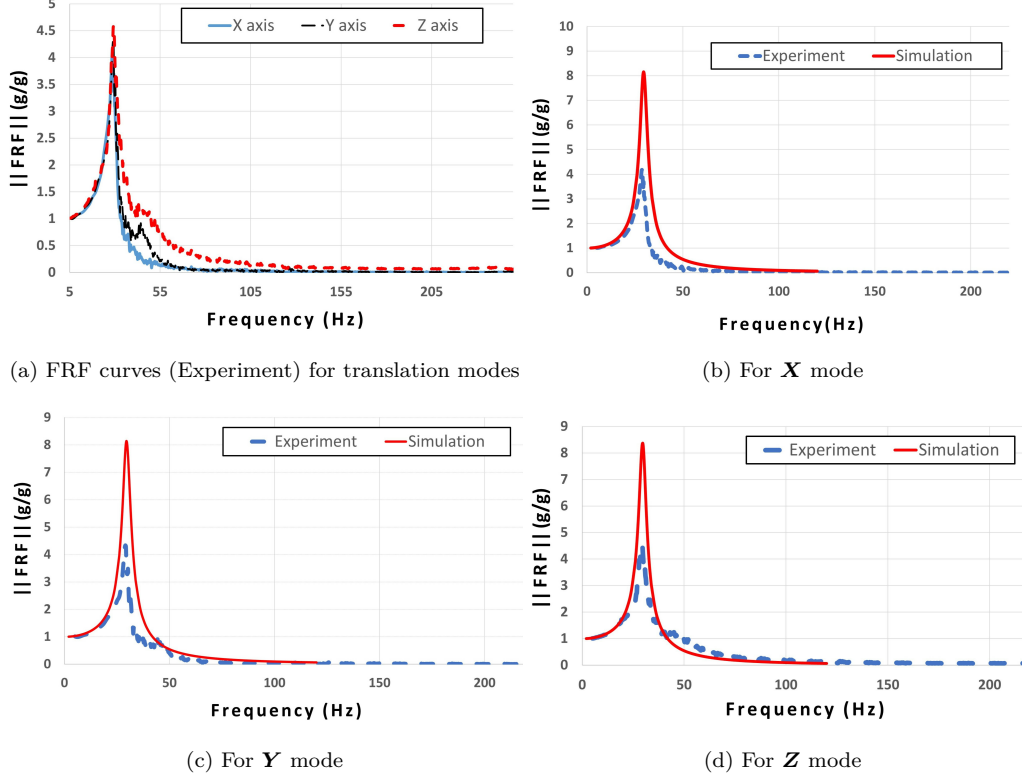 5
4.5
4
3.5
3
2.5
2
1.5
1
0.5
0
5 55 105 155 205
|| FRF || (g/g)
Frequency (Hz)
X axis Y axis Z axis
(a) FRF curves (Experiment) for translation modes
10
9
8
7
6
5
4
3
2
1
0
0 50 100 150 200
|| FRF || (g/g)
Frequency(Hz)
Experiment Simulation
(b) For X mode
9
8
7
6
5
4
3
2
1
0
0 50 100 150 200
|| FRF || (g/g)
Frequency (Hz)
Experiment Simulation
(c) For Y mode
9
8
7
6
5
4
3
2
1
0
0 50 100 150 200
|| FRF || (g/g)
Frequency (Hz)
Experiment Simulation
(d) For Z mode